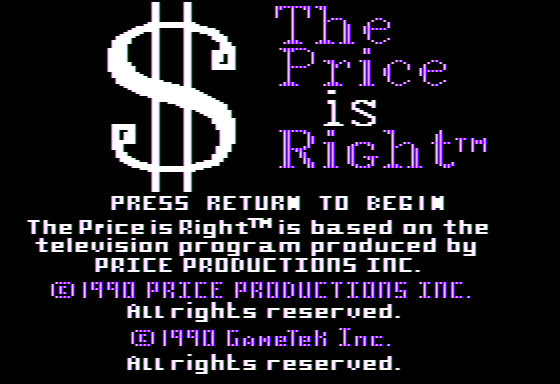 The
Price
is
Right™
PRESS RETURN TO BEGIN
The Price is Right™ is based on the
television program produced by
PRICE PRODUCTIONS INC.
©1990 PRICE PRODUCTIONS INC.
All rights reserved.
©1990 GameTek Inc.
All rights reserved.